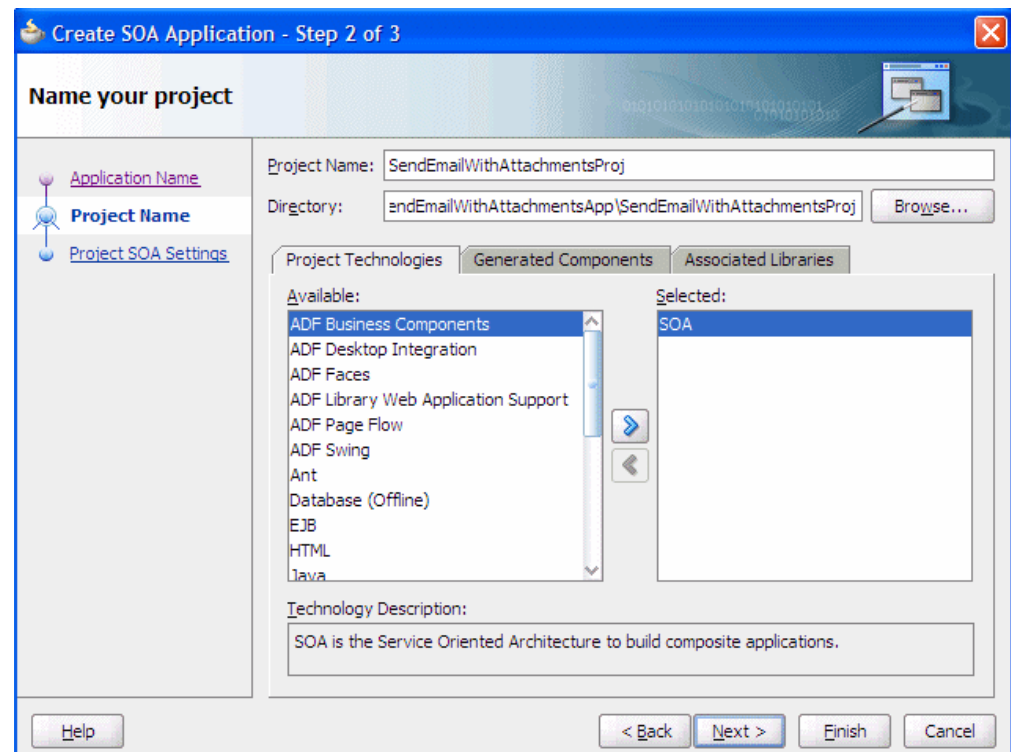 Create SOA Application - Step 2 of 3
Name your project
Application Name
Project Name
Project SOA Settings
Project Name: SendEmailWithAttachmentsProj
Directory: endEmailWithAttachmentsApp\SendEmailWithAttachmentsProj Browse...
Project Technologies Generated Components Associated Libraries
Available:
ADF Business Components
ADF Desktop Integration
ADF Faces
ADF Library Web Application Support
ADF Page Flow
ADF Swing
Ant
Database (Offline)
EJB
HTML
Java
Selected:
SOA
Technology Description:
SOA is the Service Oriented Architecture to build composite applications.
Help < Back Next > Finish Cancel